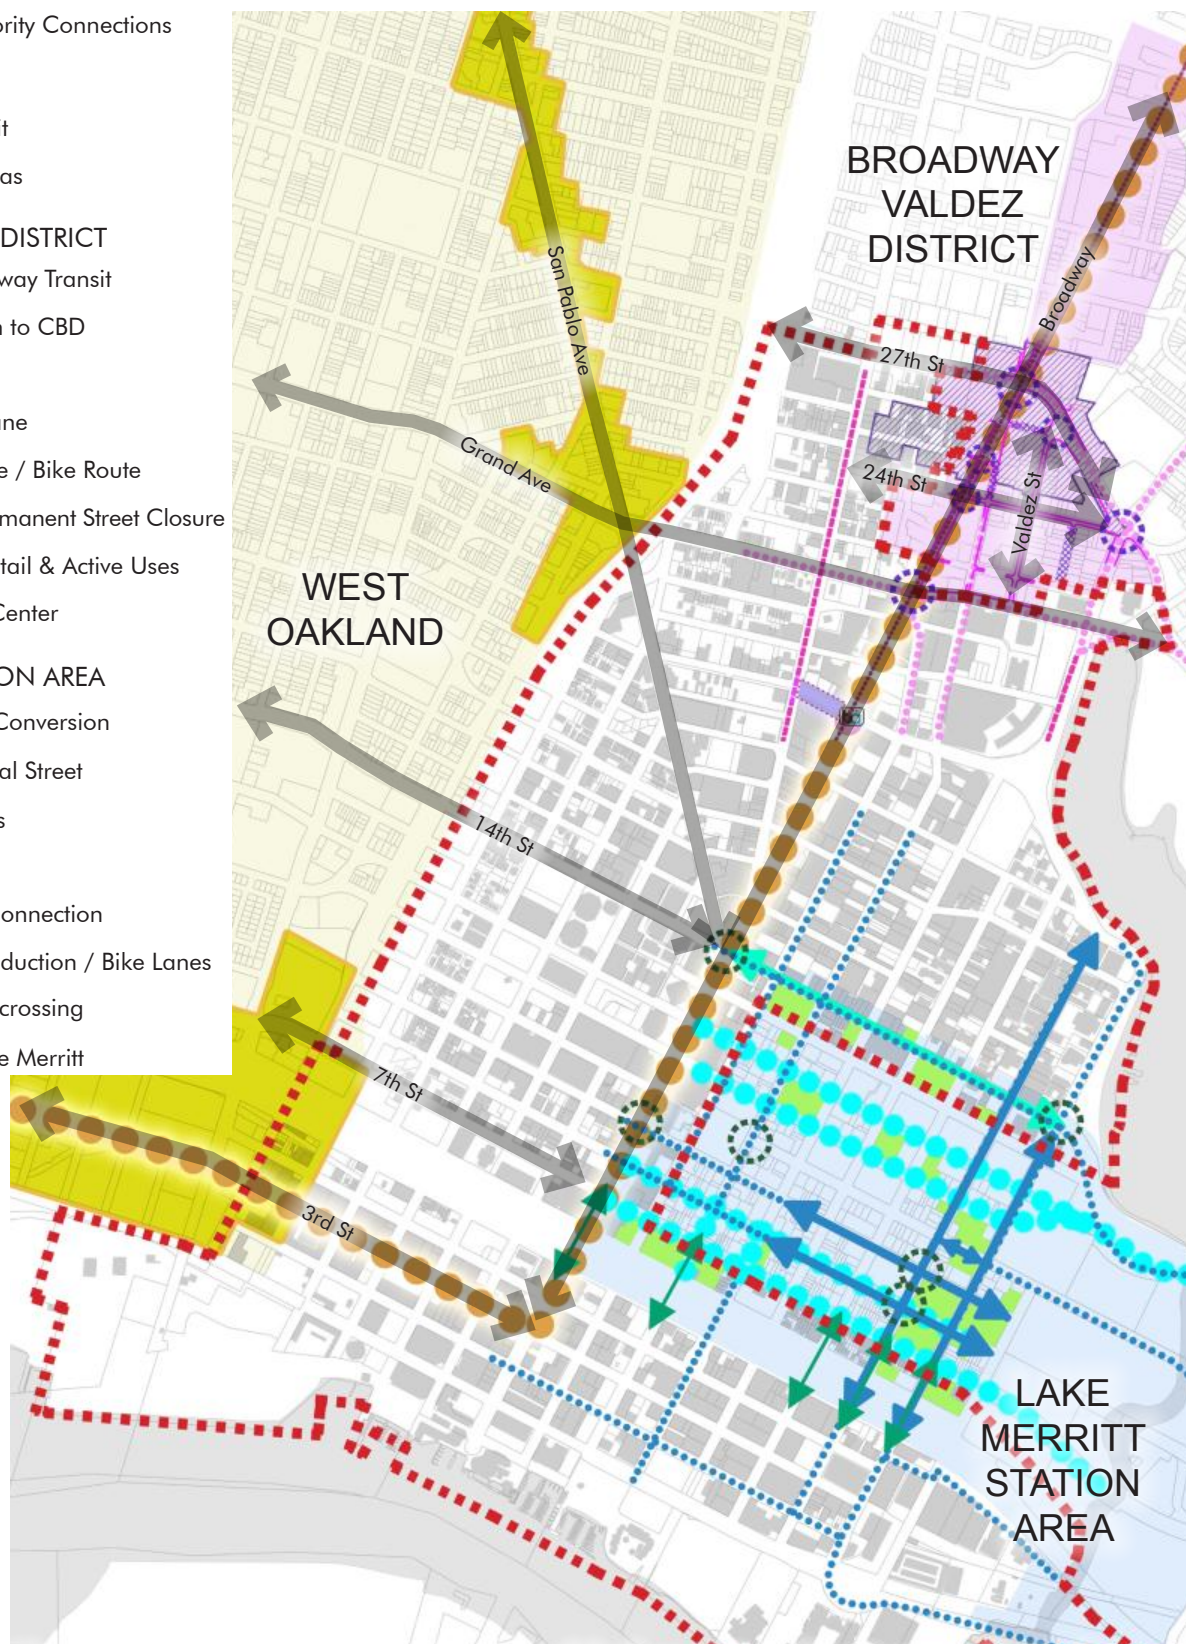 ority Connections
it
as
DISTRICT
way Transit
n to CBD
ane
e / Bike Route
manent Street Closure
tail & Active Uses
Center
ON AREA
Conversion
al Street
s
onnection
duction / Bike Lanes
crossing
e Merritt
BROADWAY
VALDEZ
DISTRICT
San Pablo Ave
Broadway
27th St
Grand Ave
24th St
Valdez St
WEST
OAKLAND
14th St
7th St
3rd St
LAKE
MERRITT
STATION
AREA